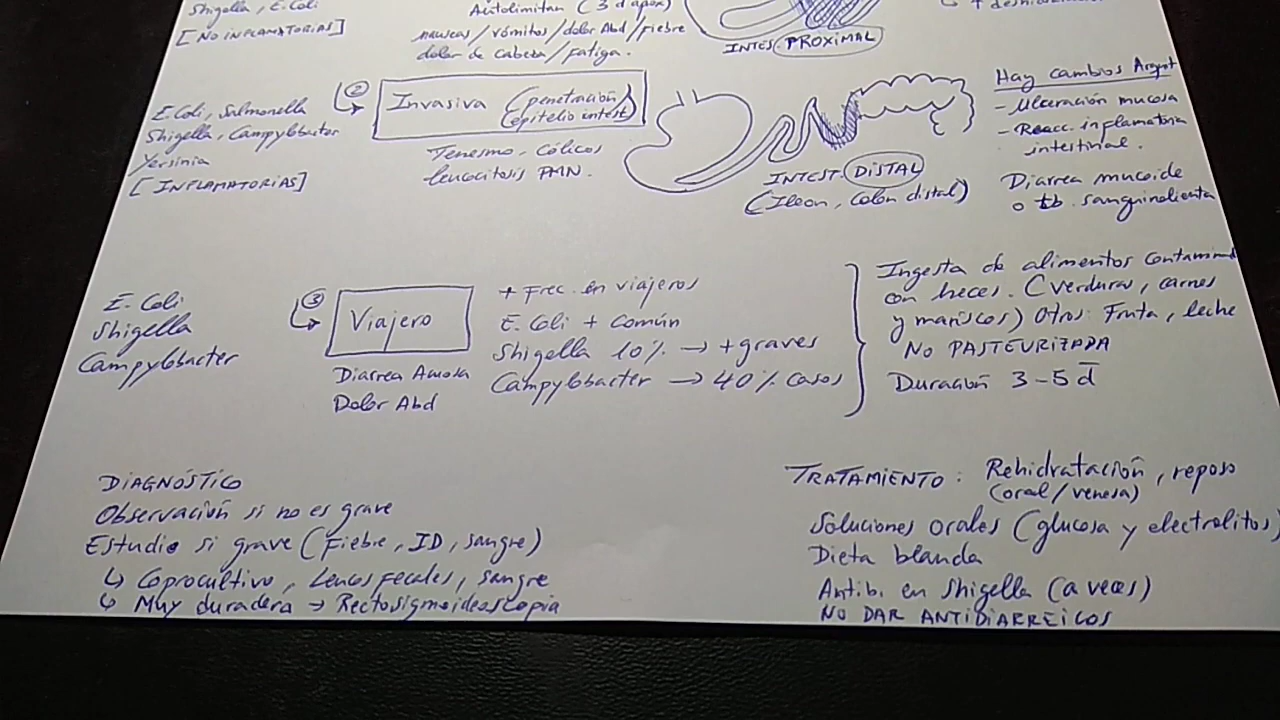 Shigella, E. Coli
[NO INFLAMATORIAS]
Autolimitan (3 d aprox)
nauseas / vómitos / dolor Abd / fiebre
dolor de cabeza / fatiga.
INTES. PROXIMAL
E. Coli, Salmonella
Shigella, Campylobacter
Yersinia
[INFLAMATORIAS]
②
Invasiva (penetración
epitelio intest.)
Tenesmo, Cólicos
leucocitosis PMN.
INTEST. DISTAL
(Ileon, Colon distal)
Hay cambios
- Ulceración mucosa
- Reacc. inflamatoria
intestinal.
Diarrea mucoide
o tb. sanguinolienta
E. Coli
Shigella
Campylobacter
③
Viajero
Diarrea Acuosa
Dolor Abd
+ Frec. en viajeros
E. Coli + común
Shigella 10% → + graves
Campylobacter → 40% casos
Ingesta de alimentos
con heces. (verduras, carnes
y mariscos) Otros: Fruta, leche
NO PASTEURIZADA
Duración 3-5 d
DIAGNÓSTICO
Observación si no es grave
Estudio si grave (Fiebre, ID, sangre)
↳ Coprocultivo, Leucos fecales, sangre
↳ Muy duradera → Rectosigmoideoscopia
TRATAMIENTO: Rehidratación, reposo
(oral / venosa)
Soluciones orales (glucosa y electrolitos)
Dieta blanda
Antib. en Shigella (a veces)
NO DAR ANTIDIARREICOS